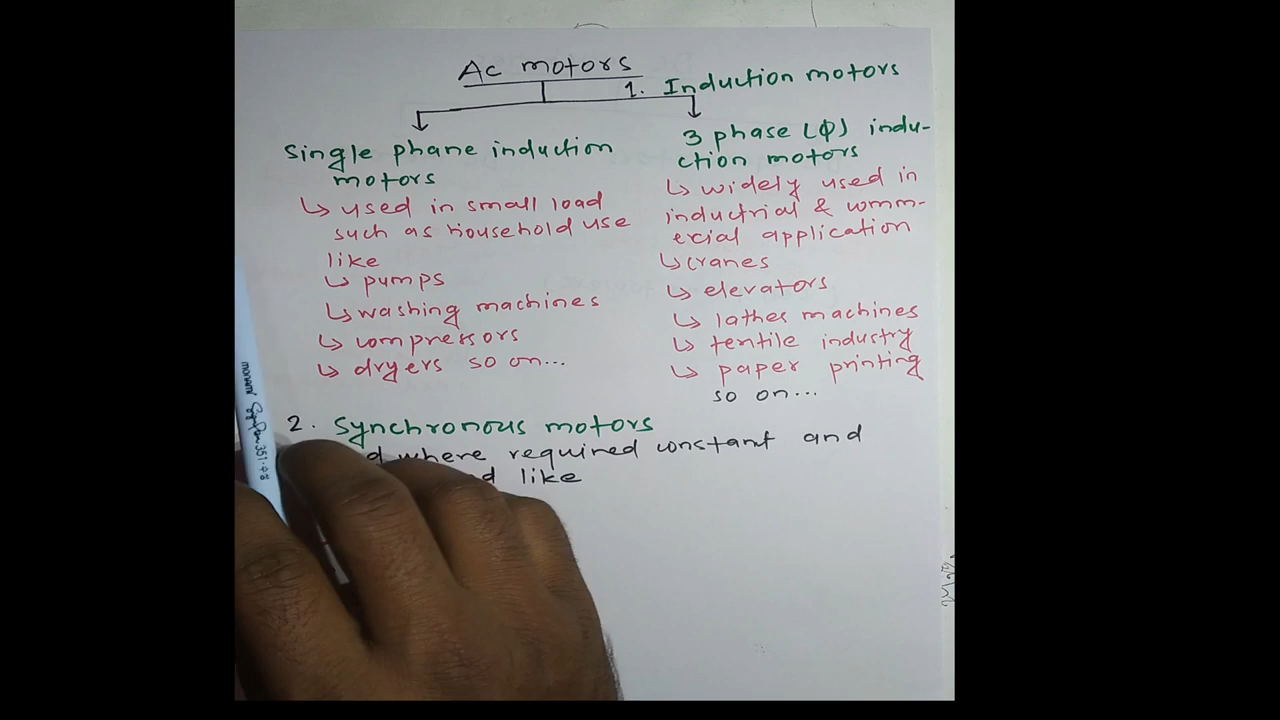 Ac motors
1. Induction motors
Single phane induction
motors
↳ used in small load
such as household use
like
↳ pumps
↳ washing machines
↳ compressors
↳ dryers so on...
3 phase (ϕ) indu-
ction motors
↳ widely used in
inductrial & comm-
ercial application
↳ cranes
↳ elevators
↳ lathes machines
↳ tentile industry
↳ paper printing
so on...
2. Synchronous motors
where required constant and
like